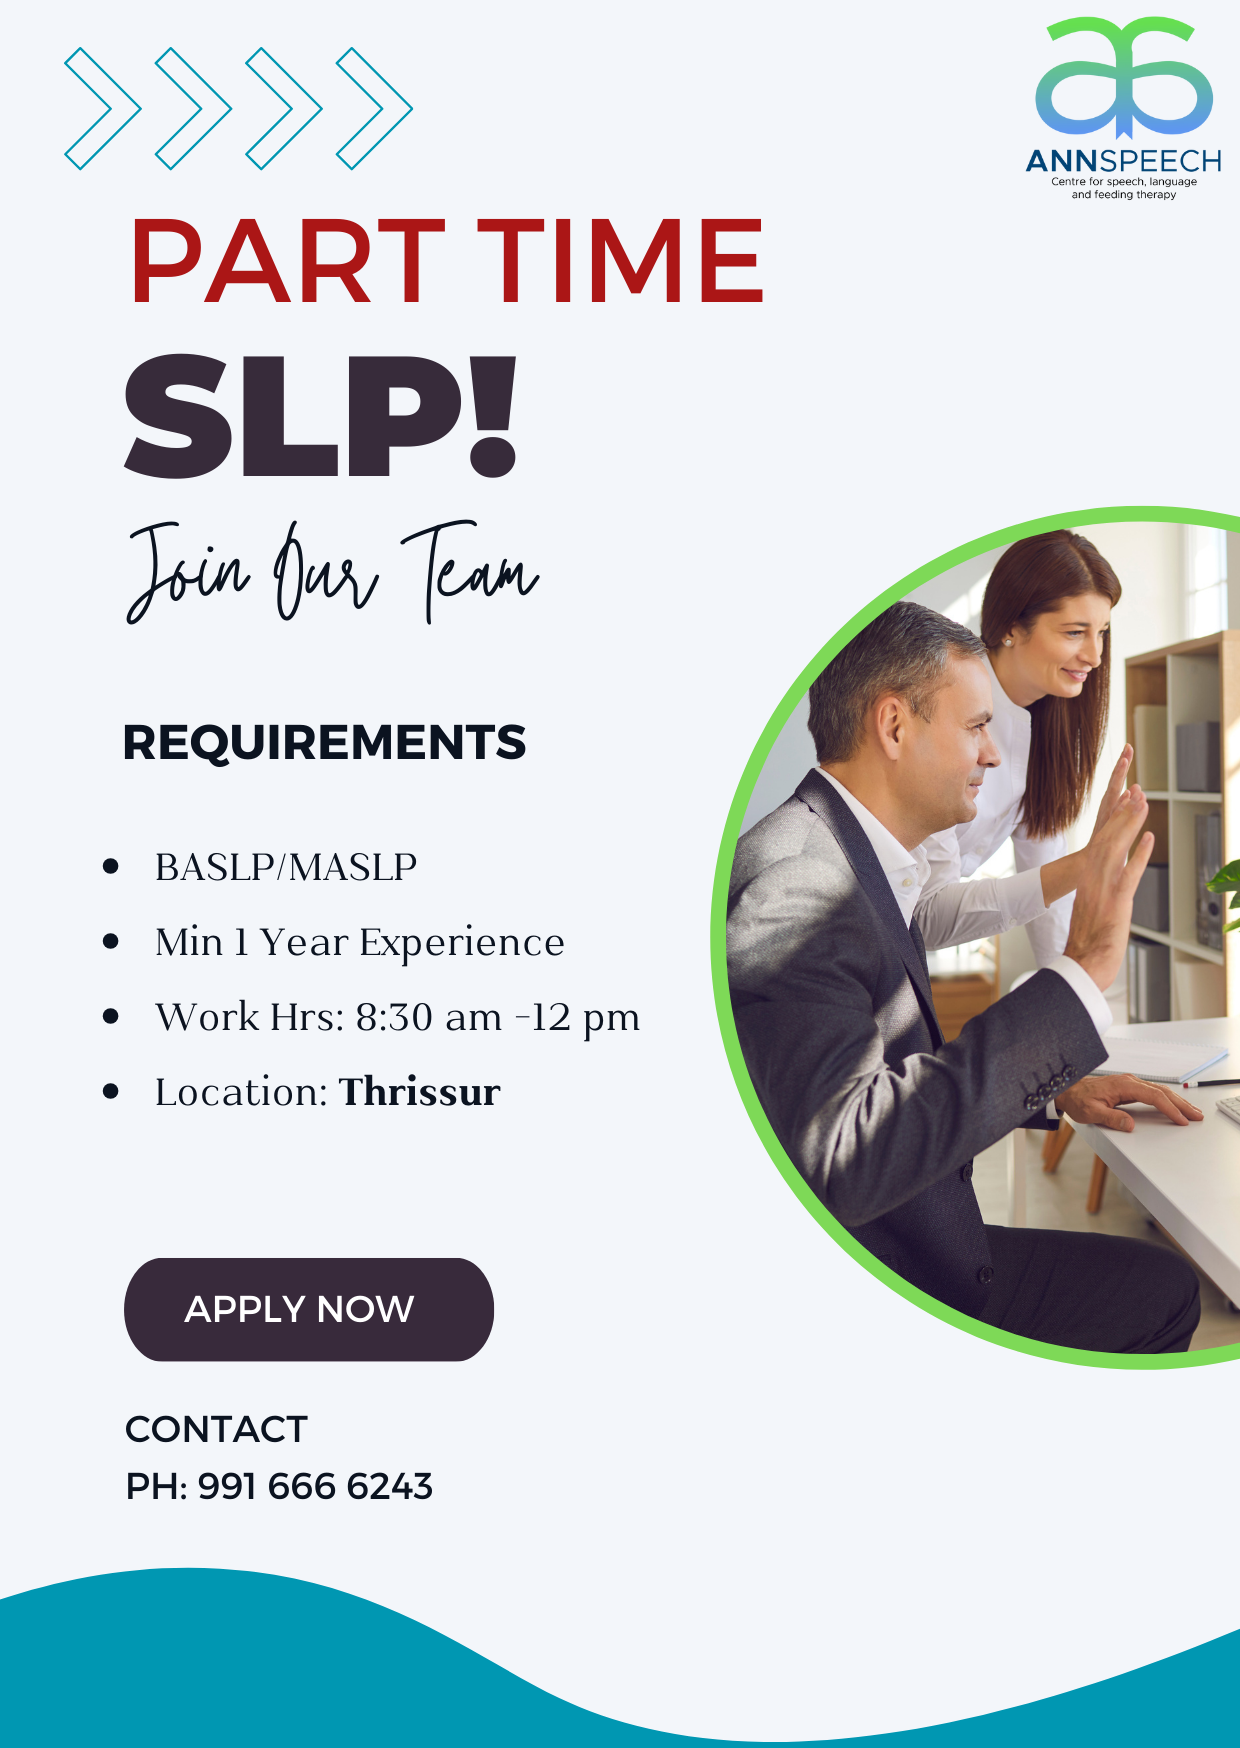 ANNSPEECH
Centre for speech, language
and feeding therapy
PART TIME
SLP!
Join Our Team
REQUIREMENTS
• BASLP/MASLP
• Min 1 Year Experience
• Work Hrs: 8:30 am -12 pm
• Location: Thrissur
APPLY NOW
CONTACT
PH: 991 666 6243